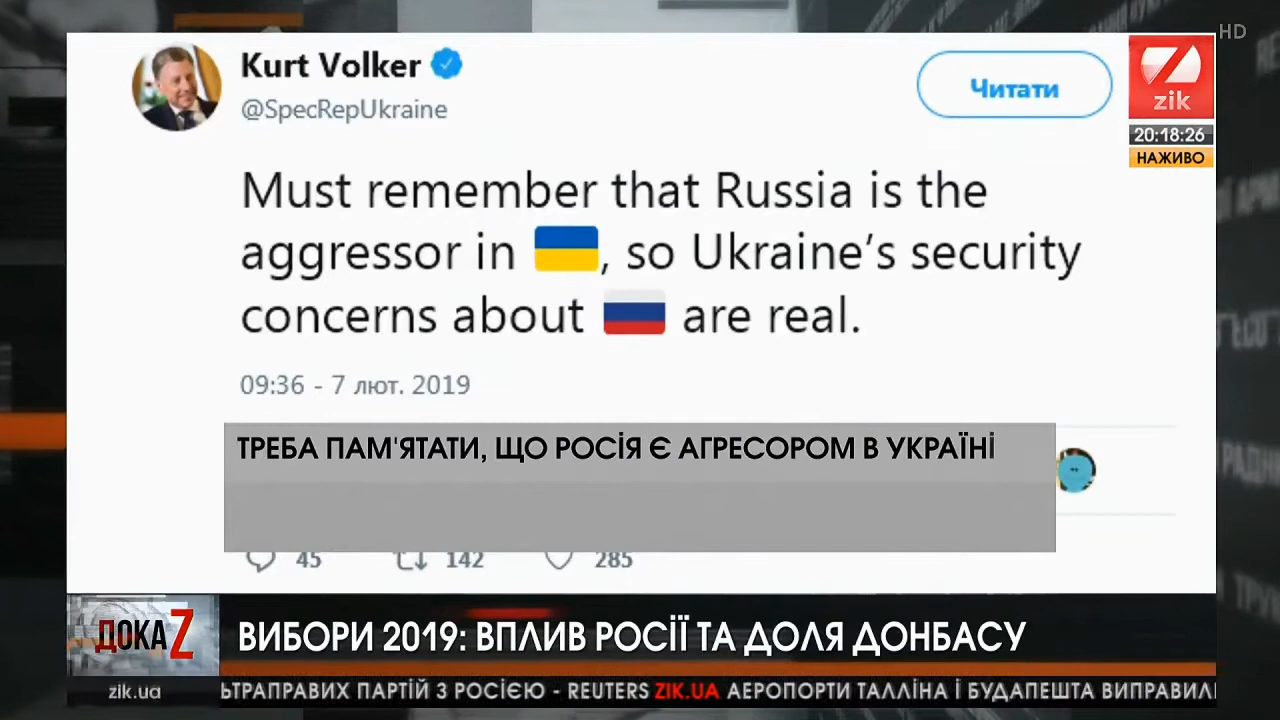 HD
Kurt Volker
@SpecRepUkraine
Читати
zik
20:18:26
НАЖИВО
Must remember that Russia is the
aggressor in 🇺🇦, so Ukraine’s security
concerns about 🇷🇺 are real.
09:36 - 7 лют. 2019
ТРЕБА ПАМ'ЯТАТИ, ЩО РОСІЯ Є АГРЕСОРОМ В УКРАЇНІ
45 142 285
ДОКАZ
ВИБОРИ 2019: ВПЛИВ РОСІЇ ТА ДОЛЯ ДОНБАСУ
zik.ua
ЬТРАПРАВИХ ПАРТІЙ З РОСІЄЮ - REUTERS ZIK.UA АЕРОПОРТИ ТАЛЛІНА І БУДАПЕШТА ВИПРАВИЛ